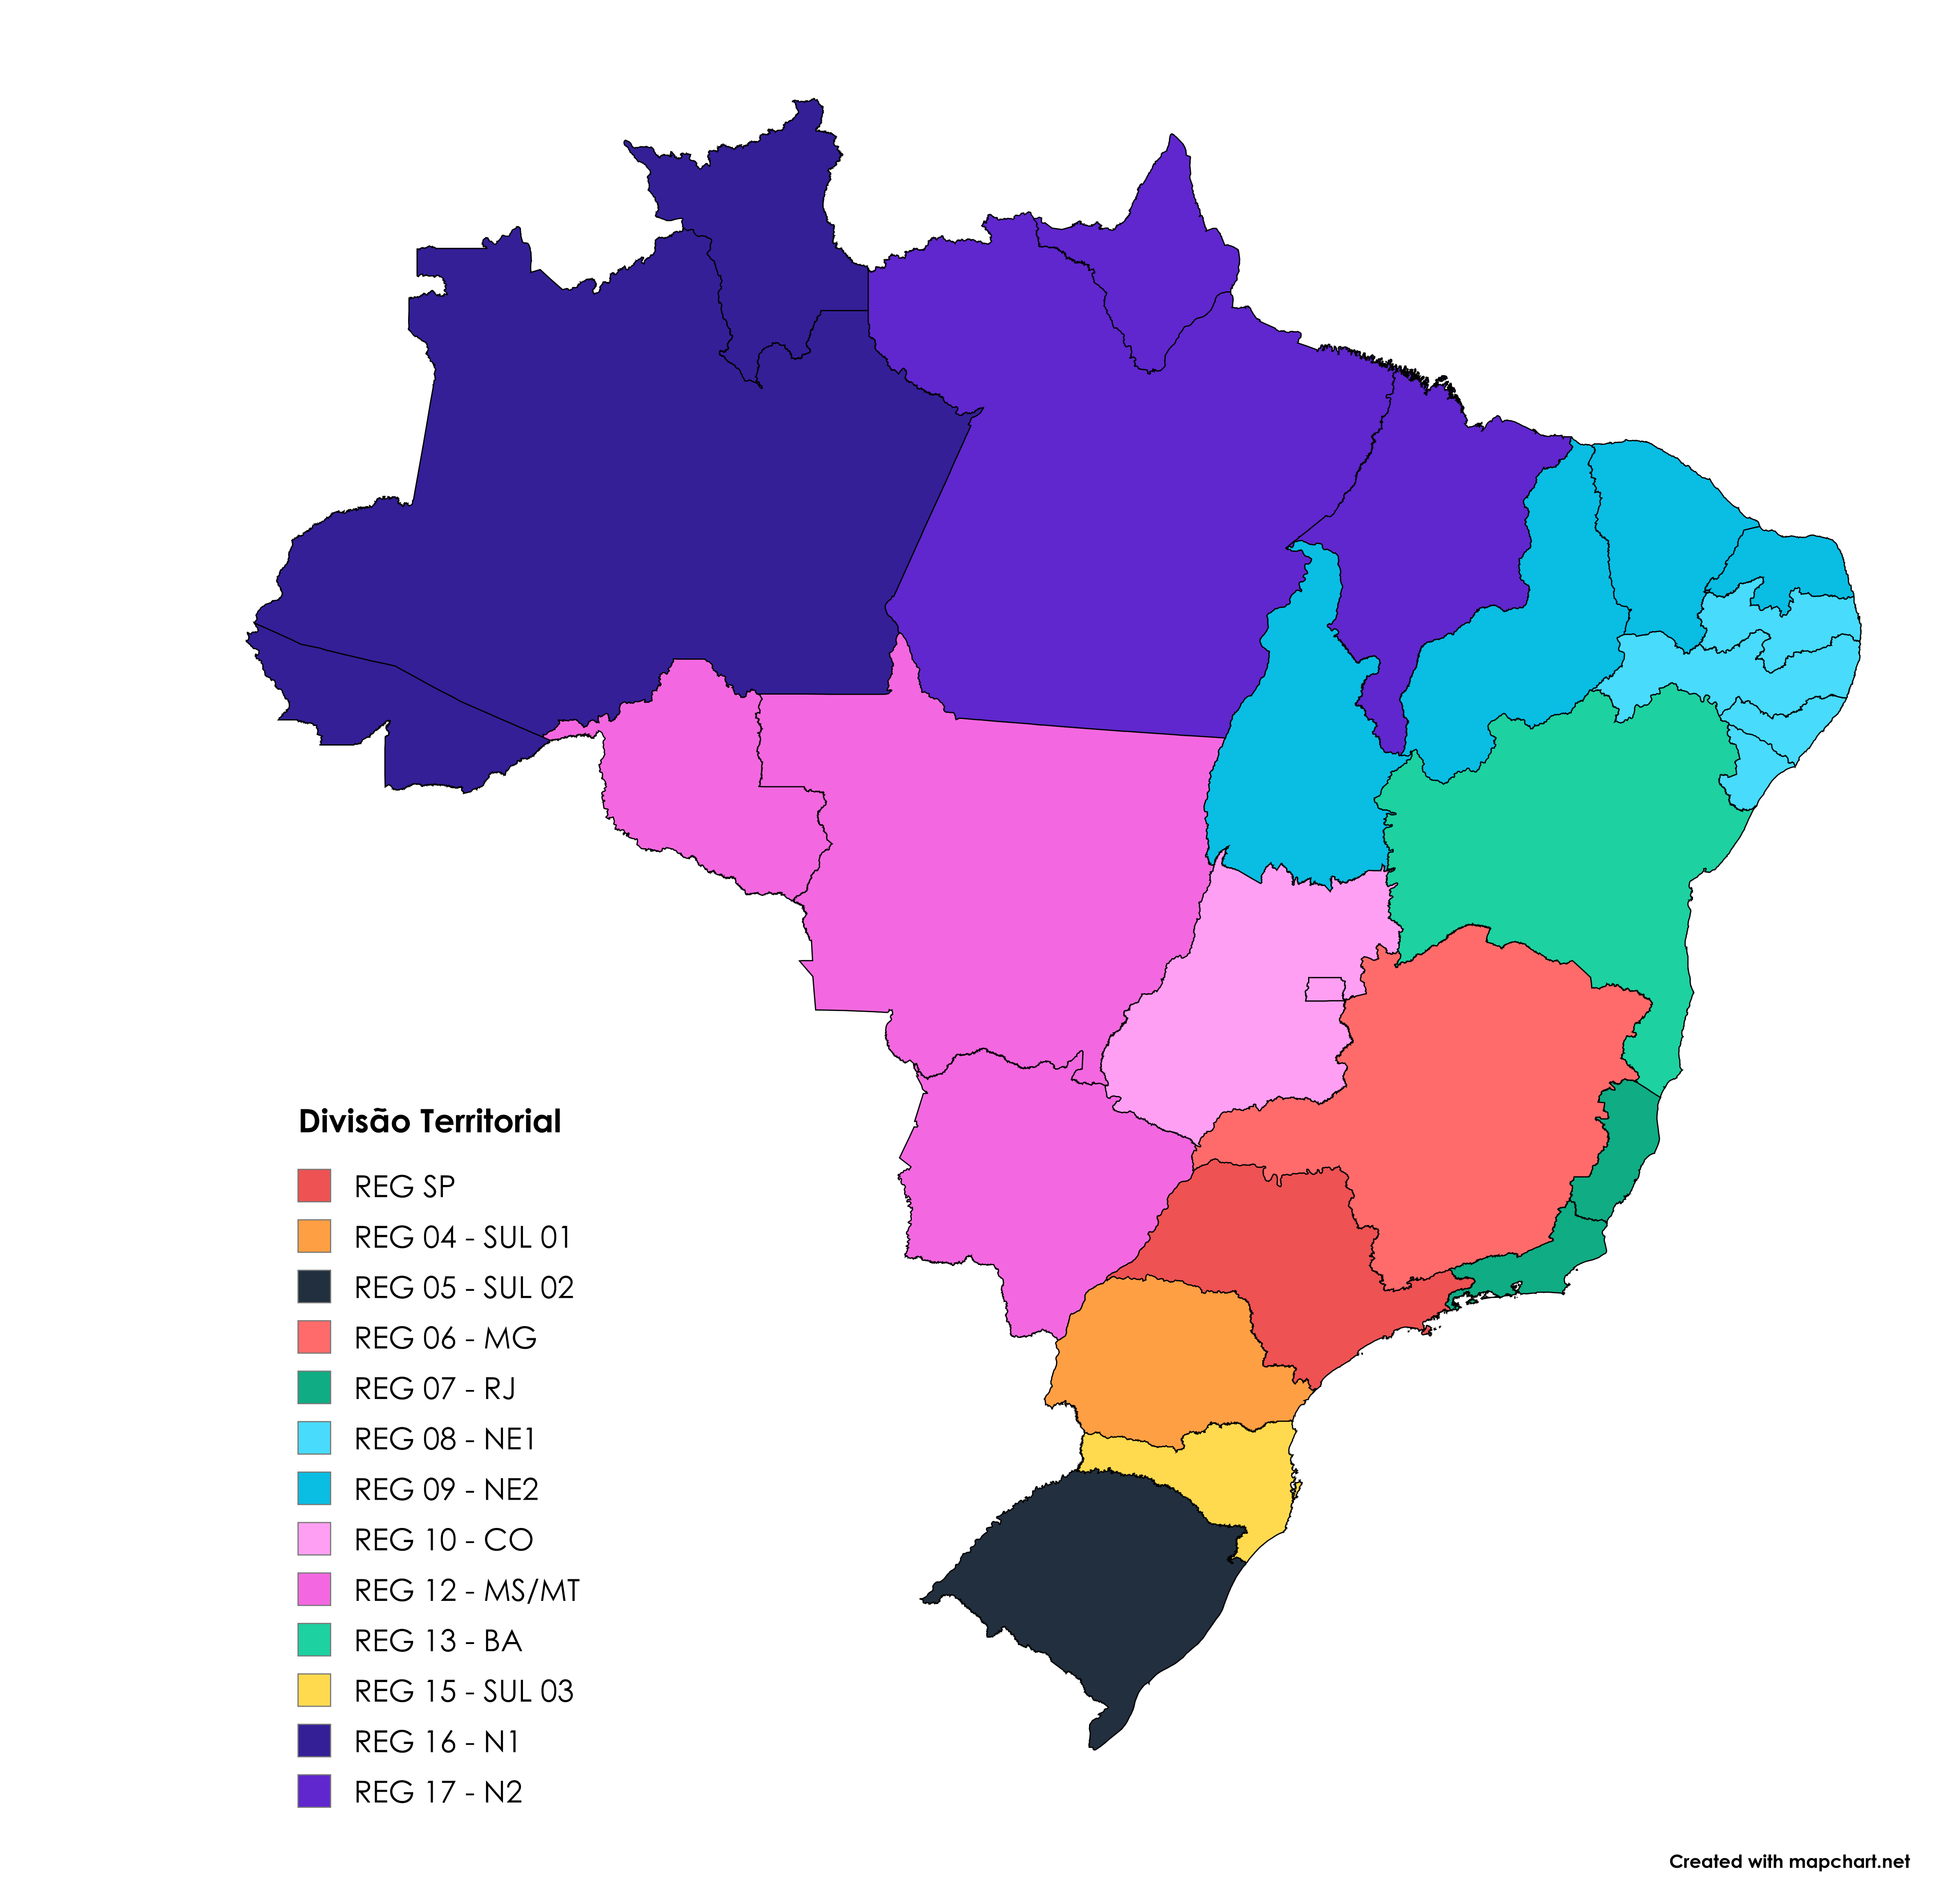 Divisão Territorial
REG SP
REG 04 - SUL 01
REG 05 - SUL 02
REG 06 - MG
REG 07 - RJ
REG 08 - NE1
REG 09 - NE2
REG 10 - CO
REG 12 - MS/MT
REG 13 - BA
REG 15 - SUL 03
REG 16 - N1
REG 17 - N2
Created with mapchart.net